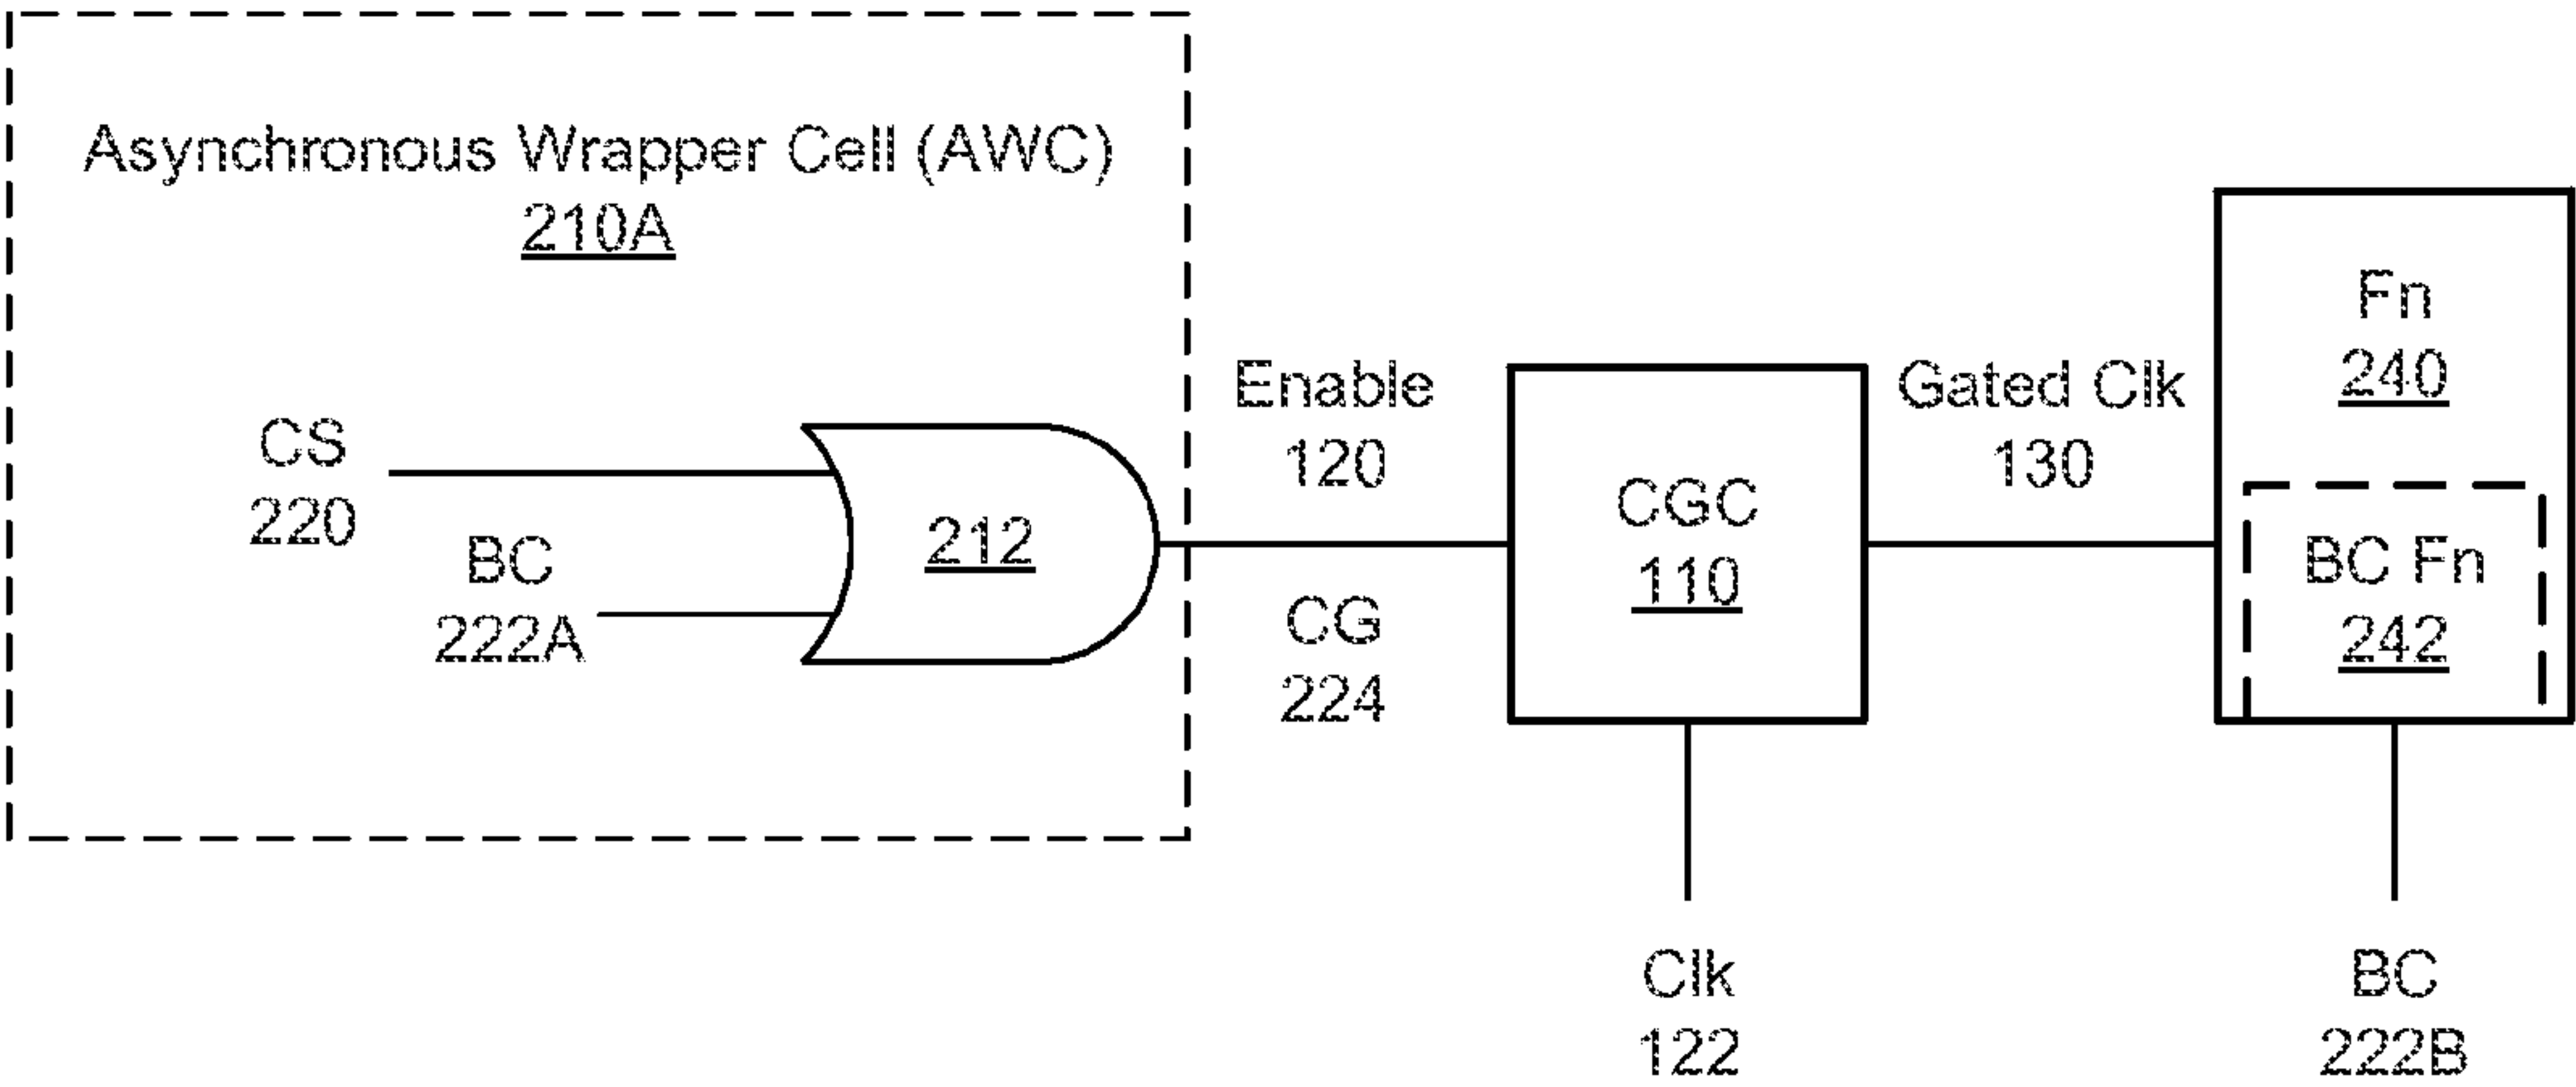 Asynchronous Wrapper Cell (AWC)
210A
CS
220
BC
222A
212
Enable
120
CG
224
CGC
110
Clk
122
Gated Clk
130
Fn
240
BC Fn
242
BC
222B